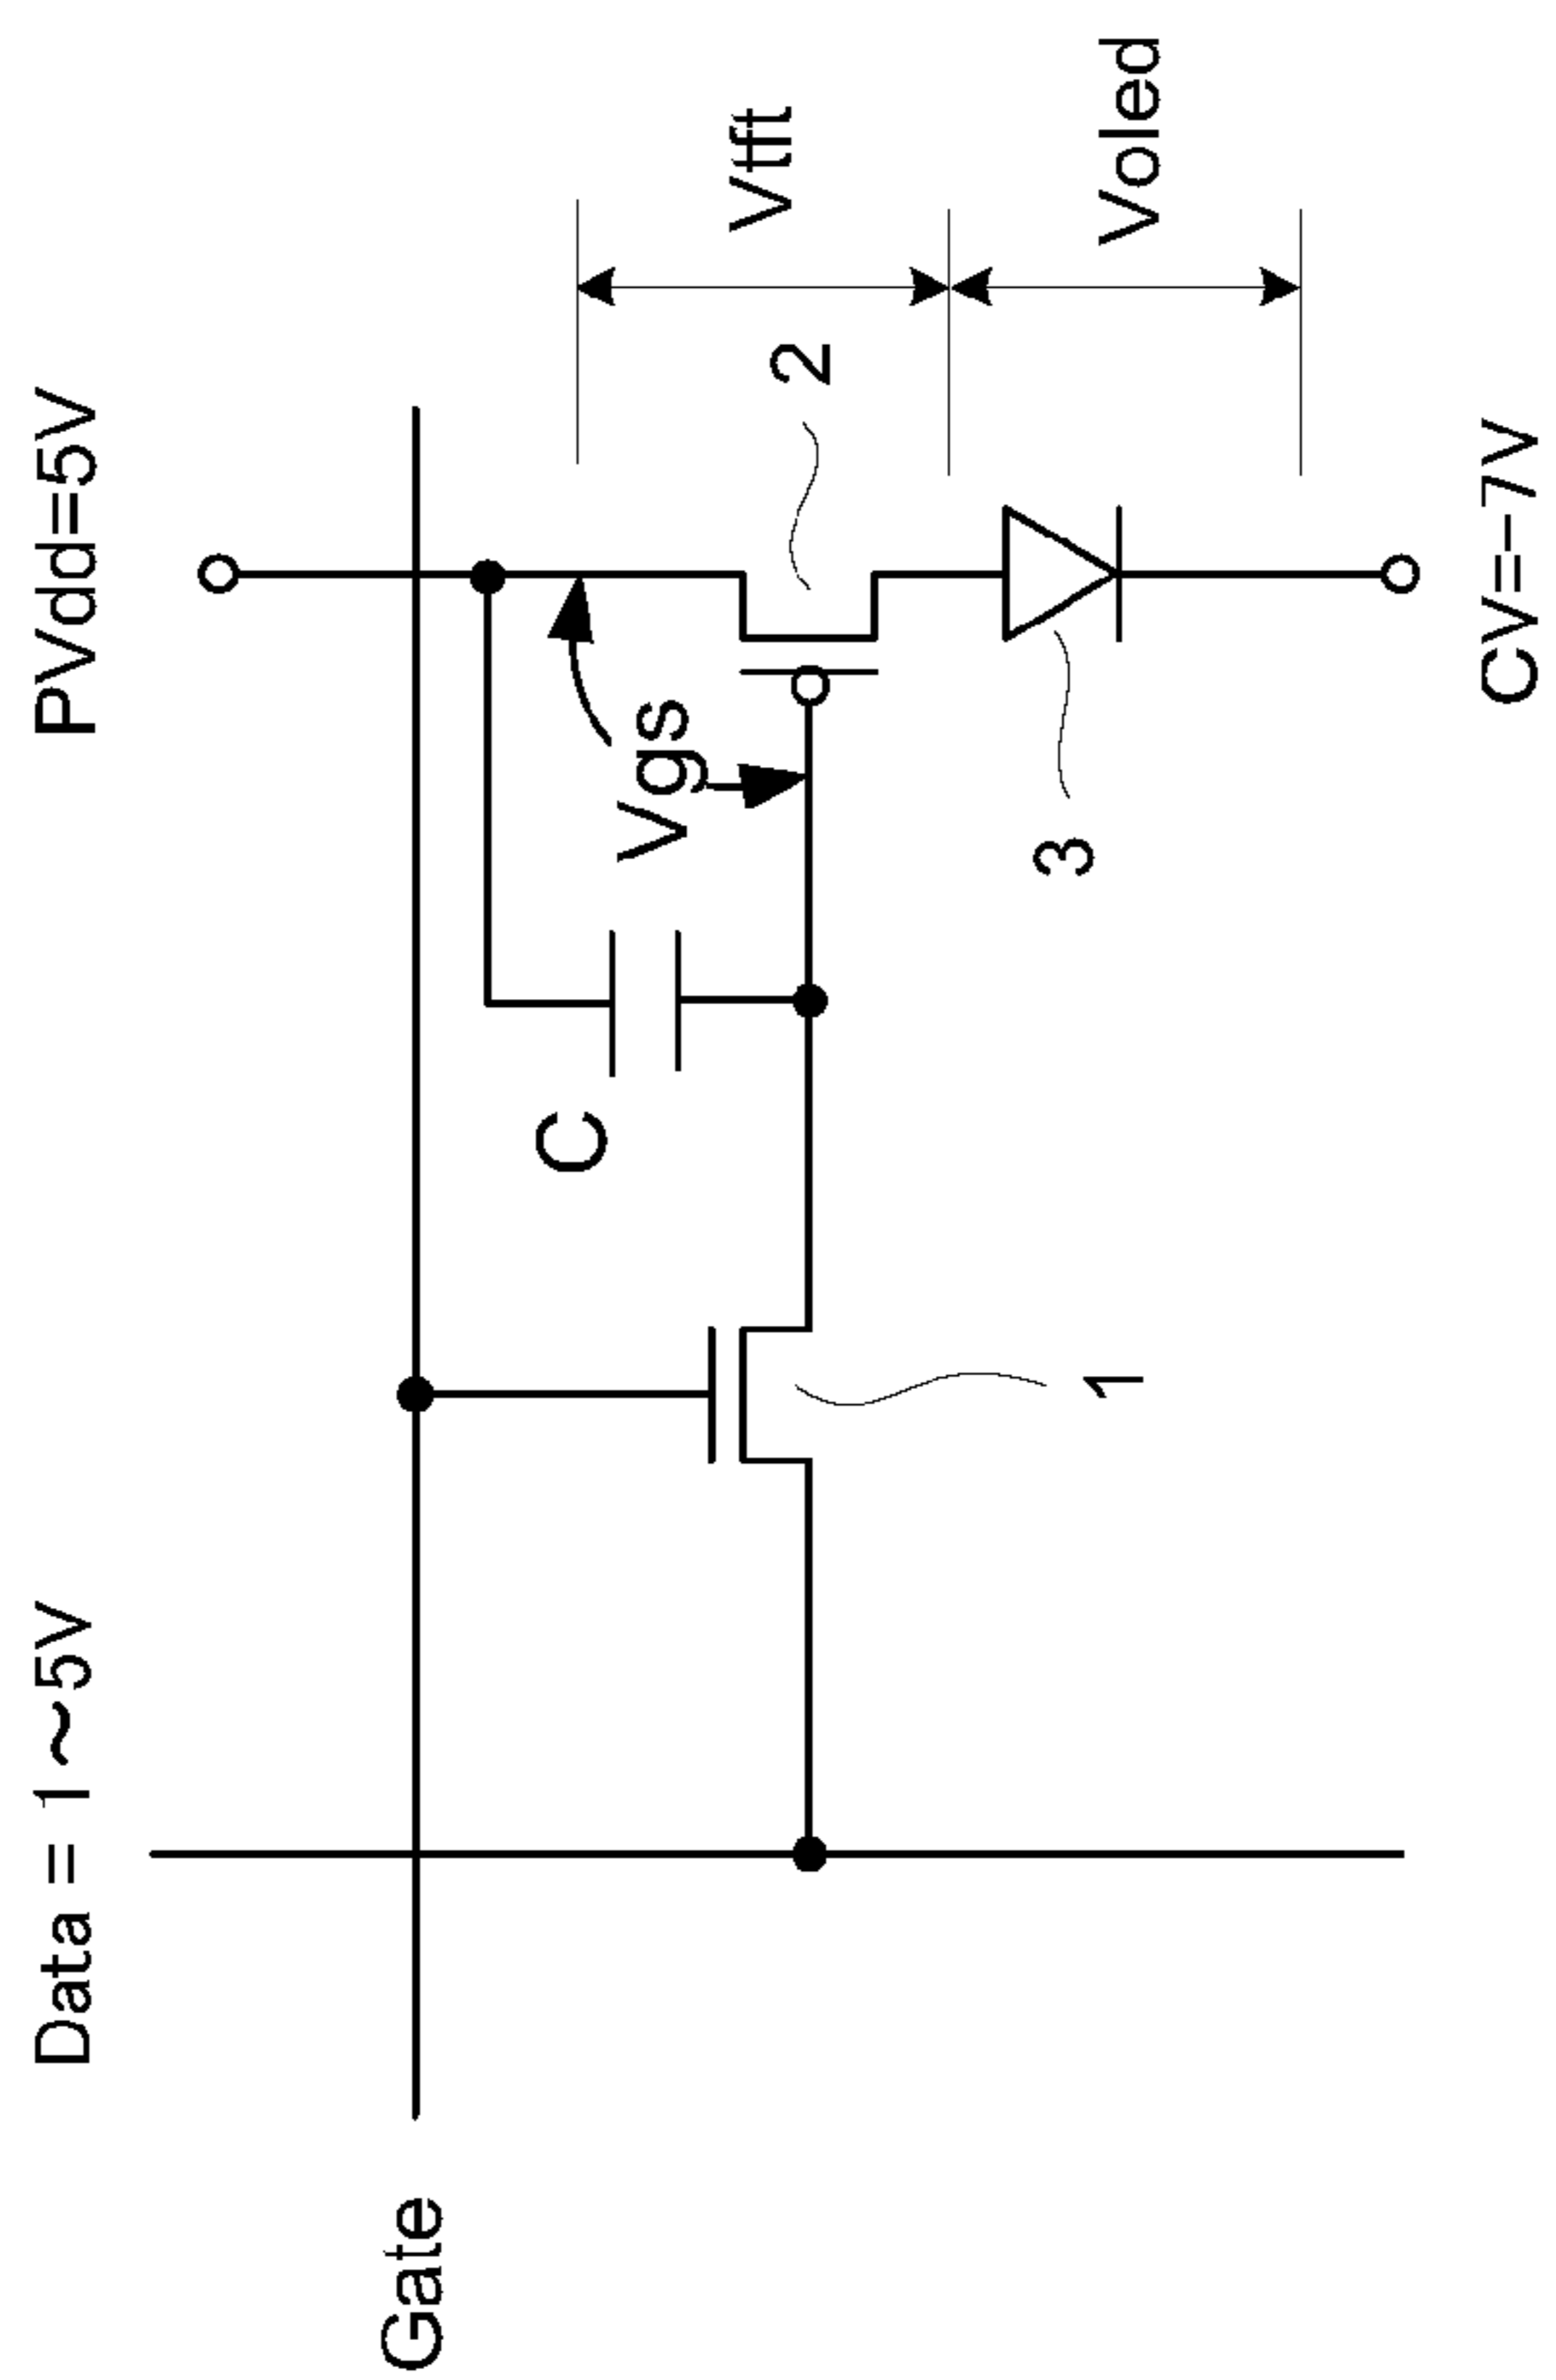 Data = 1～5V
PVdd=5V
Gate
C
Vgs
Vtft
2
1
3
Voled
CV=-7V